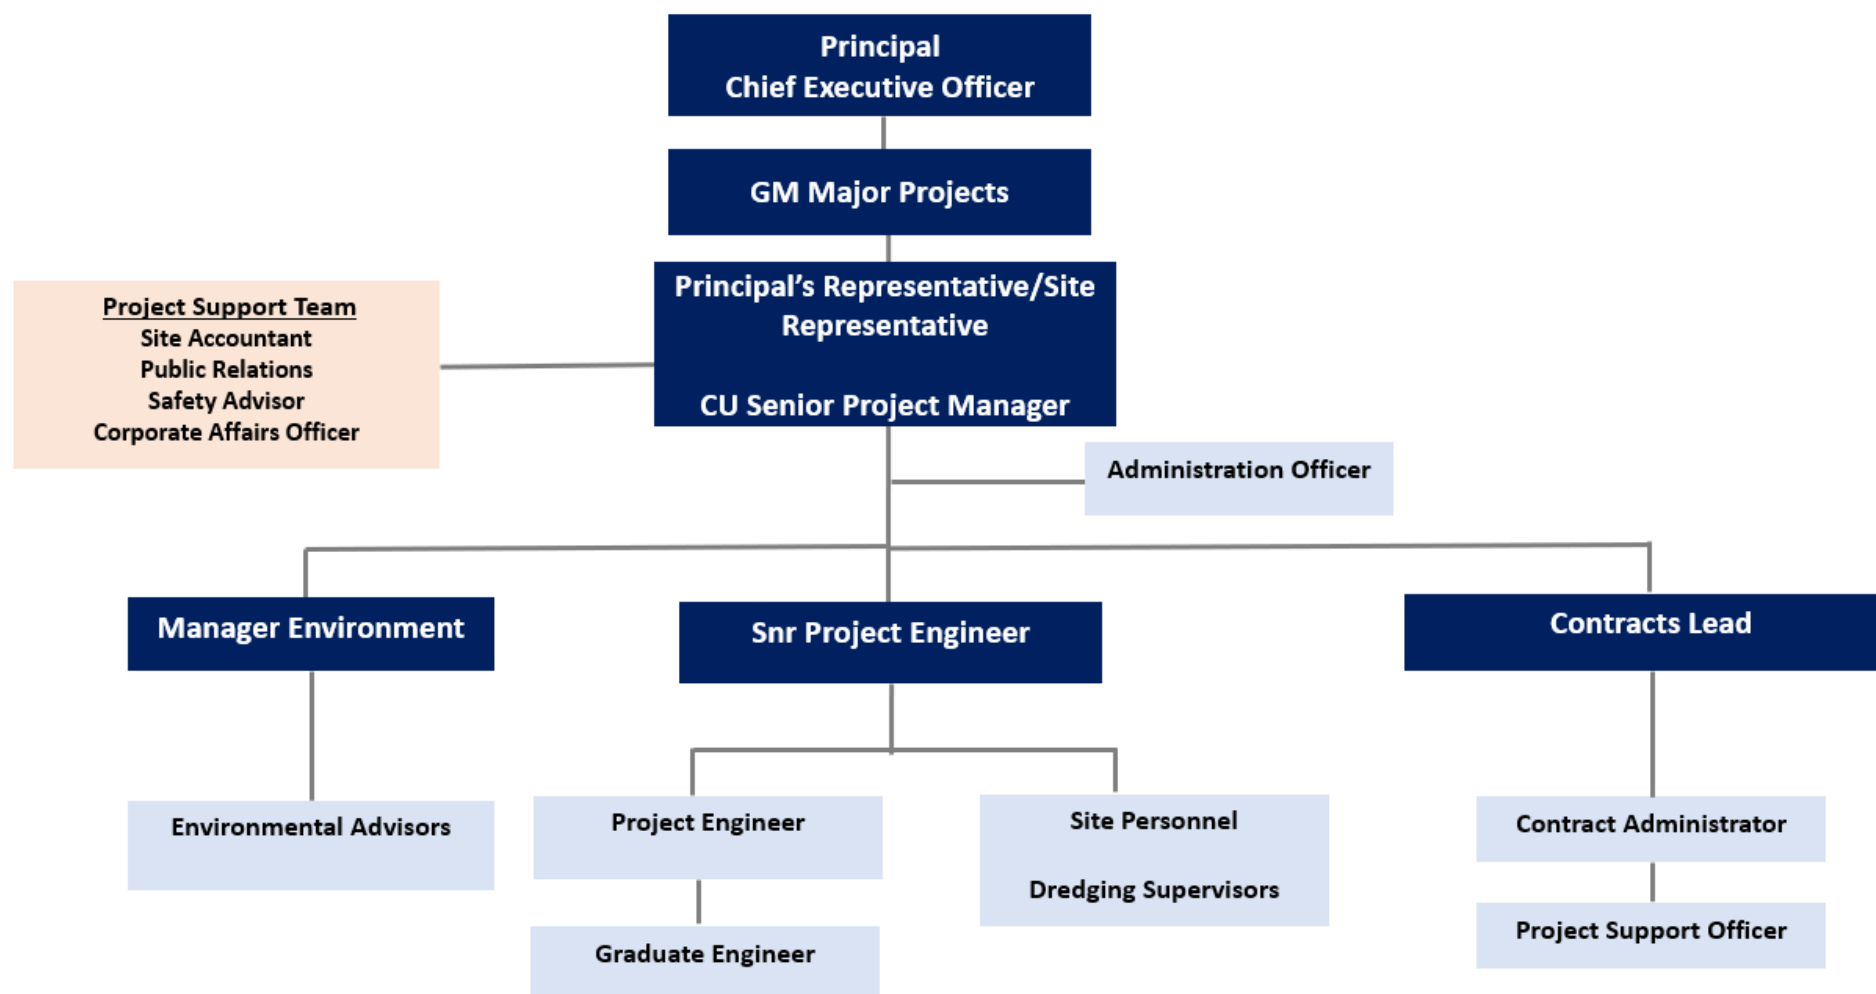 Principal
Chief Executive Officer
GM Major Projects
Principal’s Representative/Site
Representative
CU Senior Project Manager
Project Support Team
Site Accountant
Public Relations
Safety Advisor
Corporate Affairs Officer
Administration Officer
Manager Environment
Snr Project Engineer
Contracts Lead
Environmental Advisors
Project Engineer
Graduate Engineer
Site Personnel
Dredging Supervisors
Contract Administrator
Project Support Officer